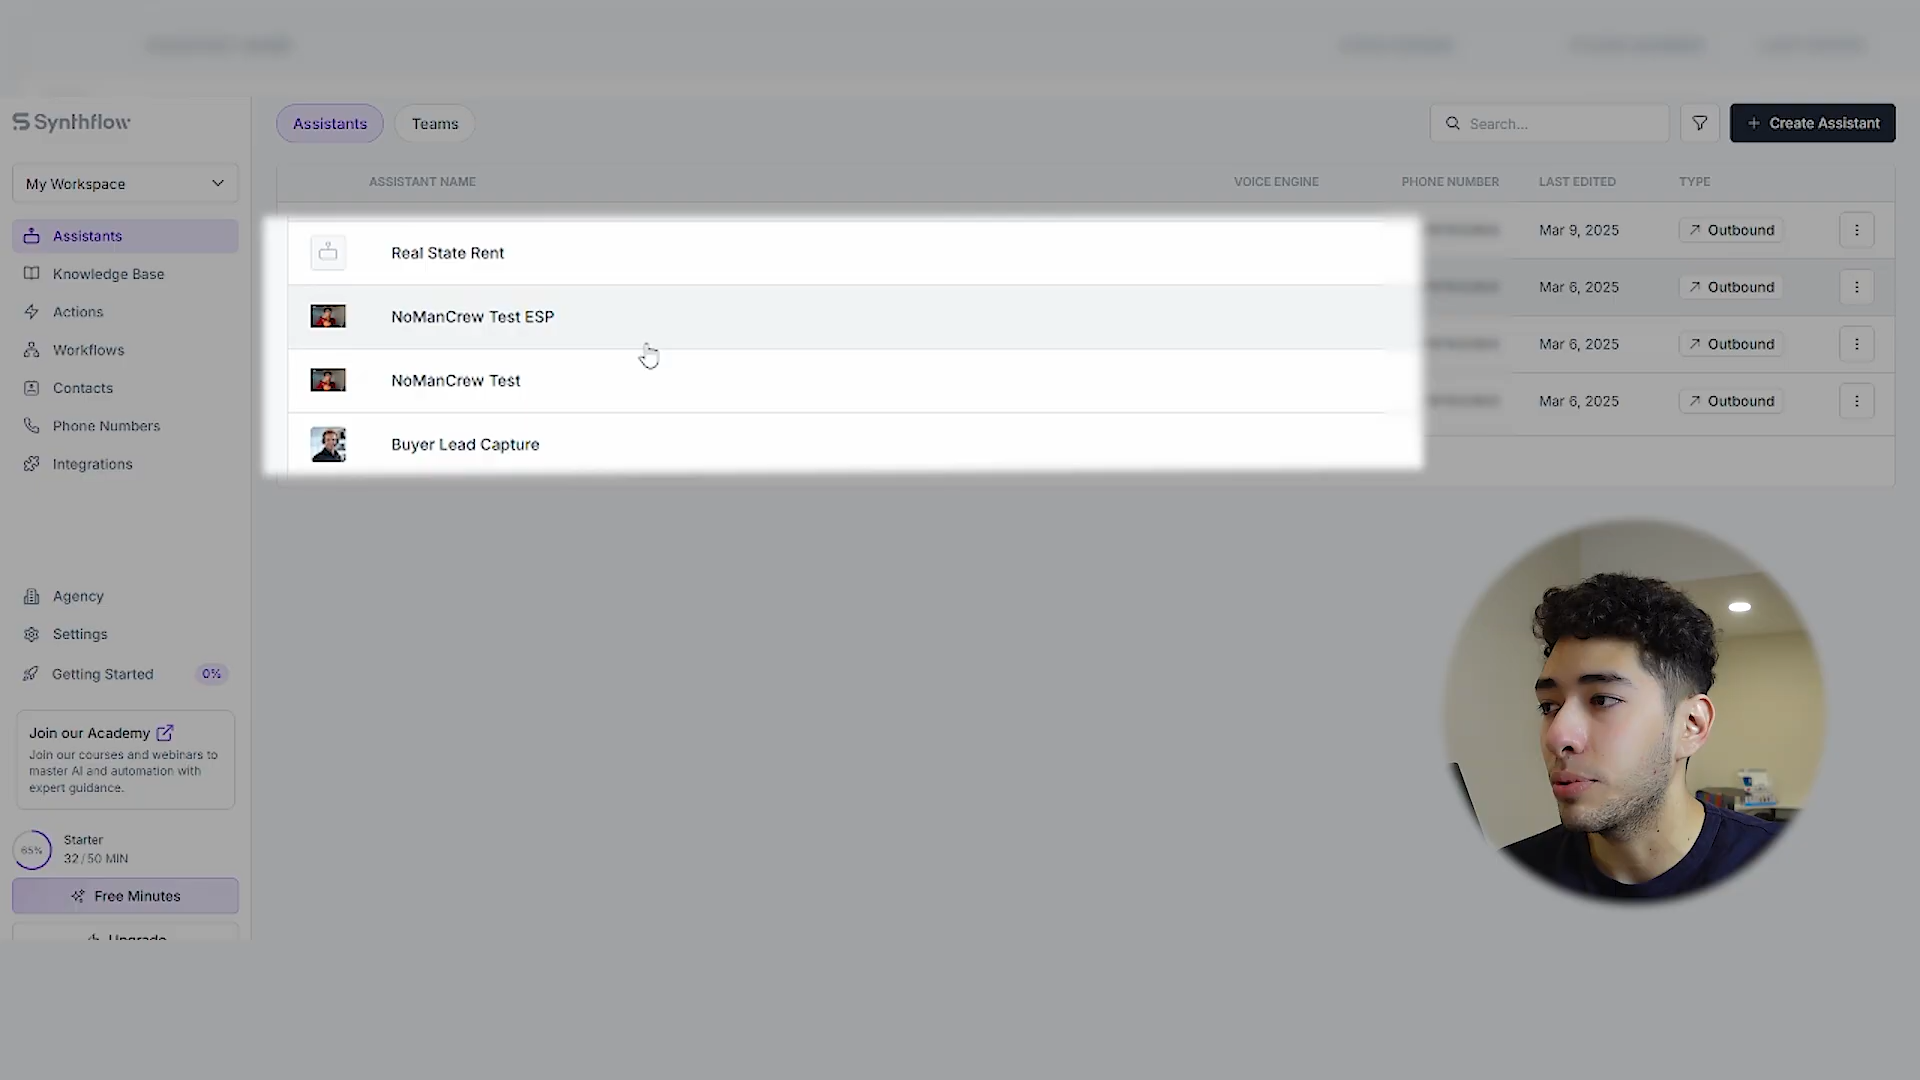 Synthflow
Assistants
Teams
Search...
+ Create Assistant
My Workspace
ASSISTANT NAME
VOICE ENGINE
PHONE NUMBER
LAST EDITED
TYPE
Assistants
Knowledge Base
Actions
Workflows
Contacts
Phone Numbers
Integrations
Real State Rent
Mar 9, 2025
Outbound
NoManCrew Test ESP
Mar 6, 2025
Outbound
NoManCrew Test
Mar 6, 2025
Outbound
Buyer Lead Capture
Mar 6, 2025
Outbound
Agency
Settings
Getting Started
0%
Join our Academy
Join our courses and webinars to
master AI and automation with
expert guidance.
65%
Starter
32/50 MIN
Free Minutes
Upgrade